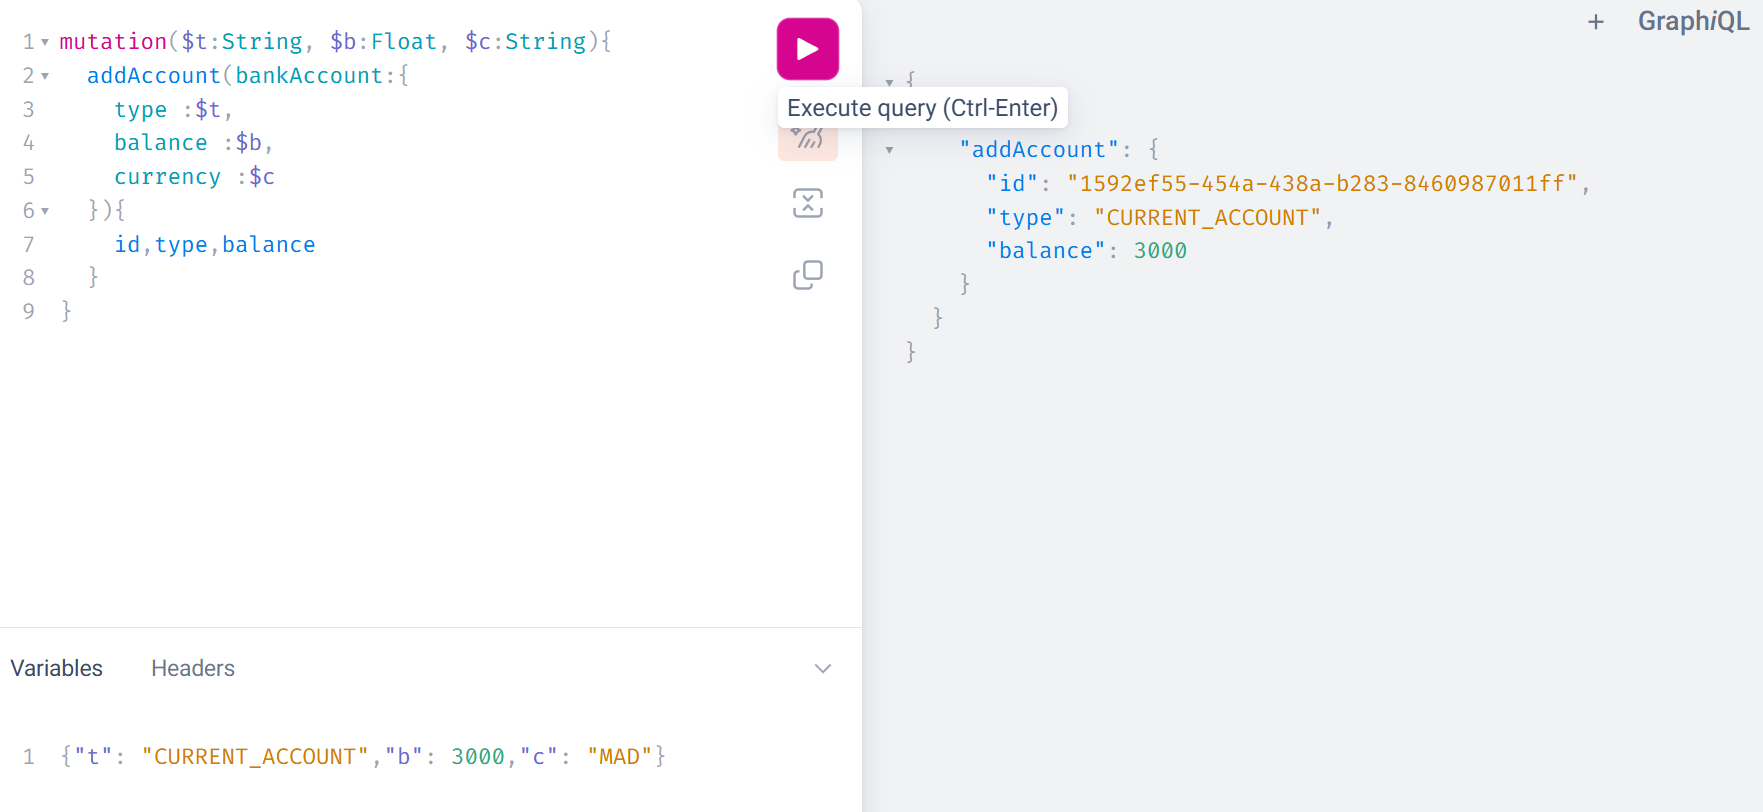 1 mutation($t:String, $b:Float, $c:String){
2 addAccount(bankAccount:{
3 type :$t,
4 balance :$b,
5 currency :$c
6 }){
7 id,type,balance
8 }
9 }
Execute query (Ctrl-Enter)
Variables Headers
1 {"t": "CURRENT_ACCOUNT","b": 3000,"c": "MAD"}
+ GraphiQL
{
"addAccount": {
"id": "1592ef55-454a-438a-b283-8460987011ff",
"type": "CURRENT_ACCOUNT",
"balance": 3000
}
}
}